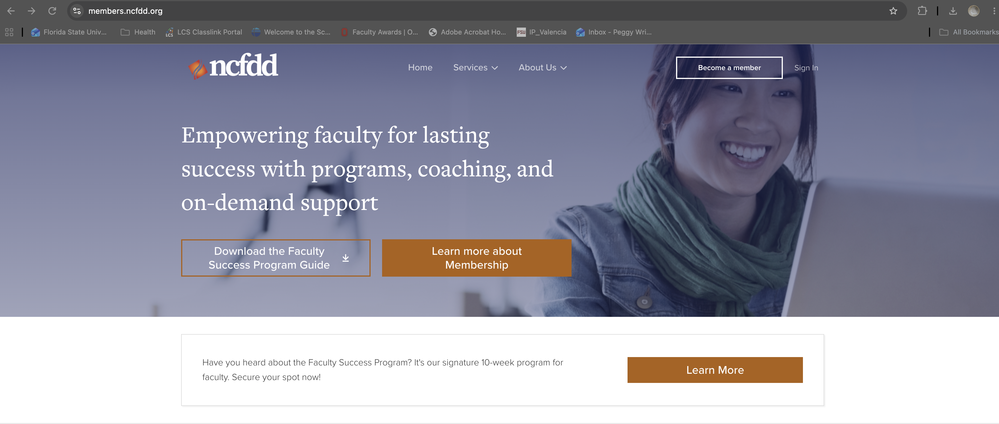 members.ncfdd.org
Florida State Univ...
Health
LCS
LCS Classlink Portal
Welcome to the Sc...
Faculty Awards | O...
Adobe Acrobat Ho...
FSU
IP_Valencia
Inbox - Peggy Wri...
All Bookmarks
ncfdd
Home
Services
About Us
Become a member
Sign In
Empowering faculty for lasting
success with programs, coaching, and
on-demand support
Download the Faculty
Success Program Guide
Learn more about
Membership
Have you heard about the Faculty Success Program? It's our signature 10-week program for
faculty. Secure your spot now!
Learn More